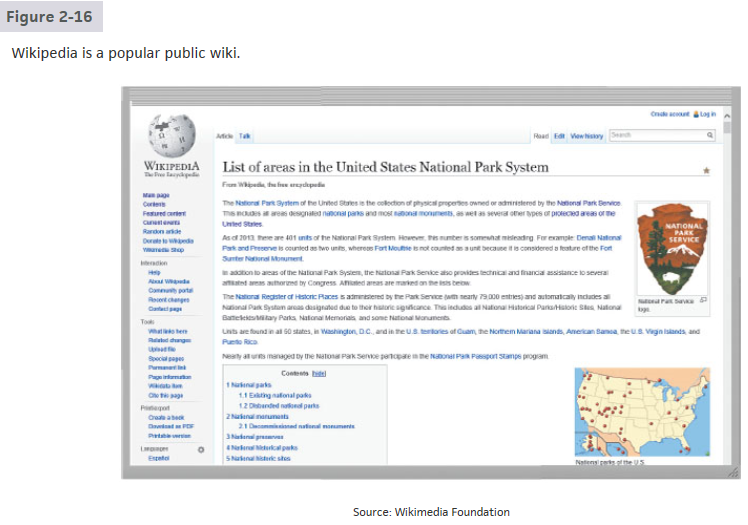 Figure 2-16
Wikipedia is a popular public wiki.
Create account Log in
Article Talk
Read Edit View history Search
WIKIPEDIA
The Free Encyclopedia
List of areas in the United States National Park System
From Wikipedia, the free encyclopedia
Main page
Contents
Featured content
Current events
Random article
Donate to Wikipedia
Wikimedia Shop
Interaction
Help
About Wikipedia
Community portal
Recent changes
Contact page
Tools
What links here
Related changes
Upload file
Special pages
Permanent link
Page information
Wikidata item
Cite this page
Print/export
Create a book
Download as PDF
Printable version
Languages
Español
The National Park System of the United States is the collection of physical properties owned or administered by the National Park Service.
This includes all areas designated national parks and most national monuments, as well as several other types of protected areas of the
United States.
As of 2013, there are 401 units of the National Park System. However, this number is somewhat misleading. For example: Denali National
Park and Preserve is counted as two units, whereas Fort Moultrie is not counted as a unit because it is considered a feature of the Fort
Sumter National Monument.
In addition to areas of the National Park System, the National Park Service also provides technical and financial assistance to several
affiliated areas authorized by Congress. Affiliated areas are marked on the lists below.
The National Register of Historic Places is administered by the Park Service (with nearly 79,000 entries) and automatically includes all
National Park System areas designated due to their historic significance. This includes all National Historical Parks/Historic Sites, National
Battlefields/Military Parks, National Memorials, and some National Monuments.
Units are found in all 50 states, in Washington, D.C., and in the U.S. territories of Guam, the Northern Mariana Islands, American Samoa, the U.S. Virgin Islands, and
Puerto Rico.
Nearly all units managed by the National Park Service participate in the National Park Passport Stamps program.
NATIONAL
PARK
SERVICE
National Park Service
logo.
Contents [hide]
1 National parks
1.1 Existing national parks
1.2 Disbanded national parks
2 National monuments
2.1 Decommissioned national monuments
3 National preserves
4 National historical parks
5 National historic sites
National parks of the U.S.
Source: Wikimedia Foundation